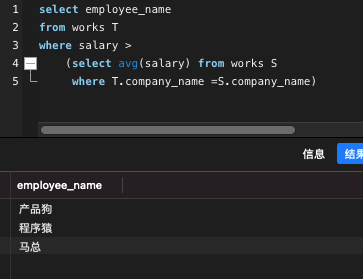 1 select employee_name
2 from works T
3 where salary >
4 (select avg(salary) from works S
5 where T.company_name =S.company_name)
信息 结果
employee_name
产品狗
程序猿
马总